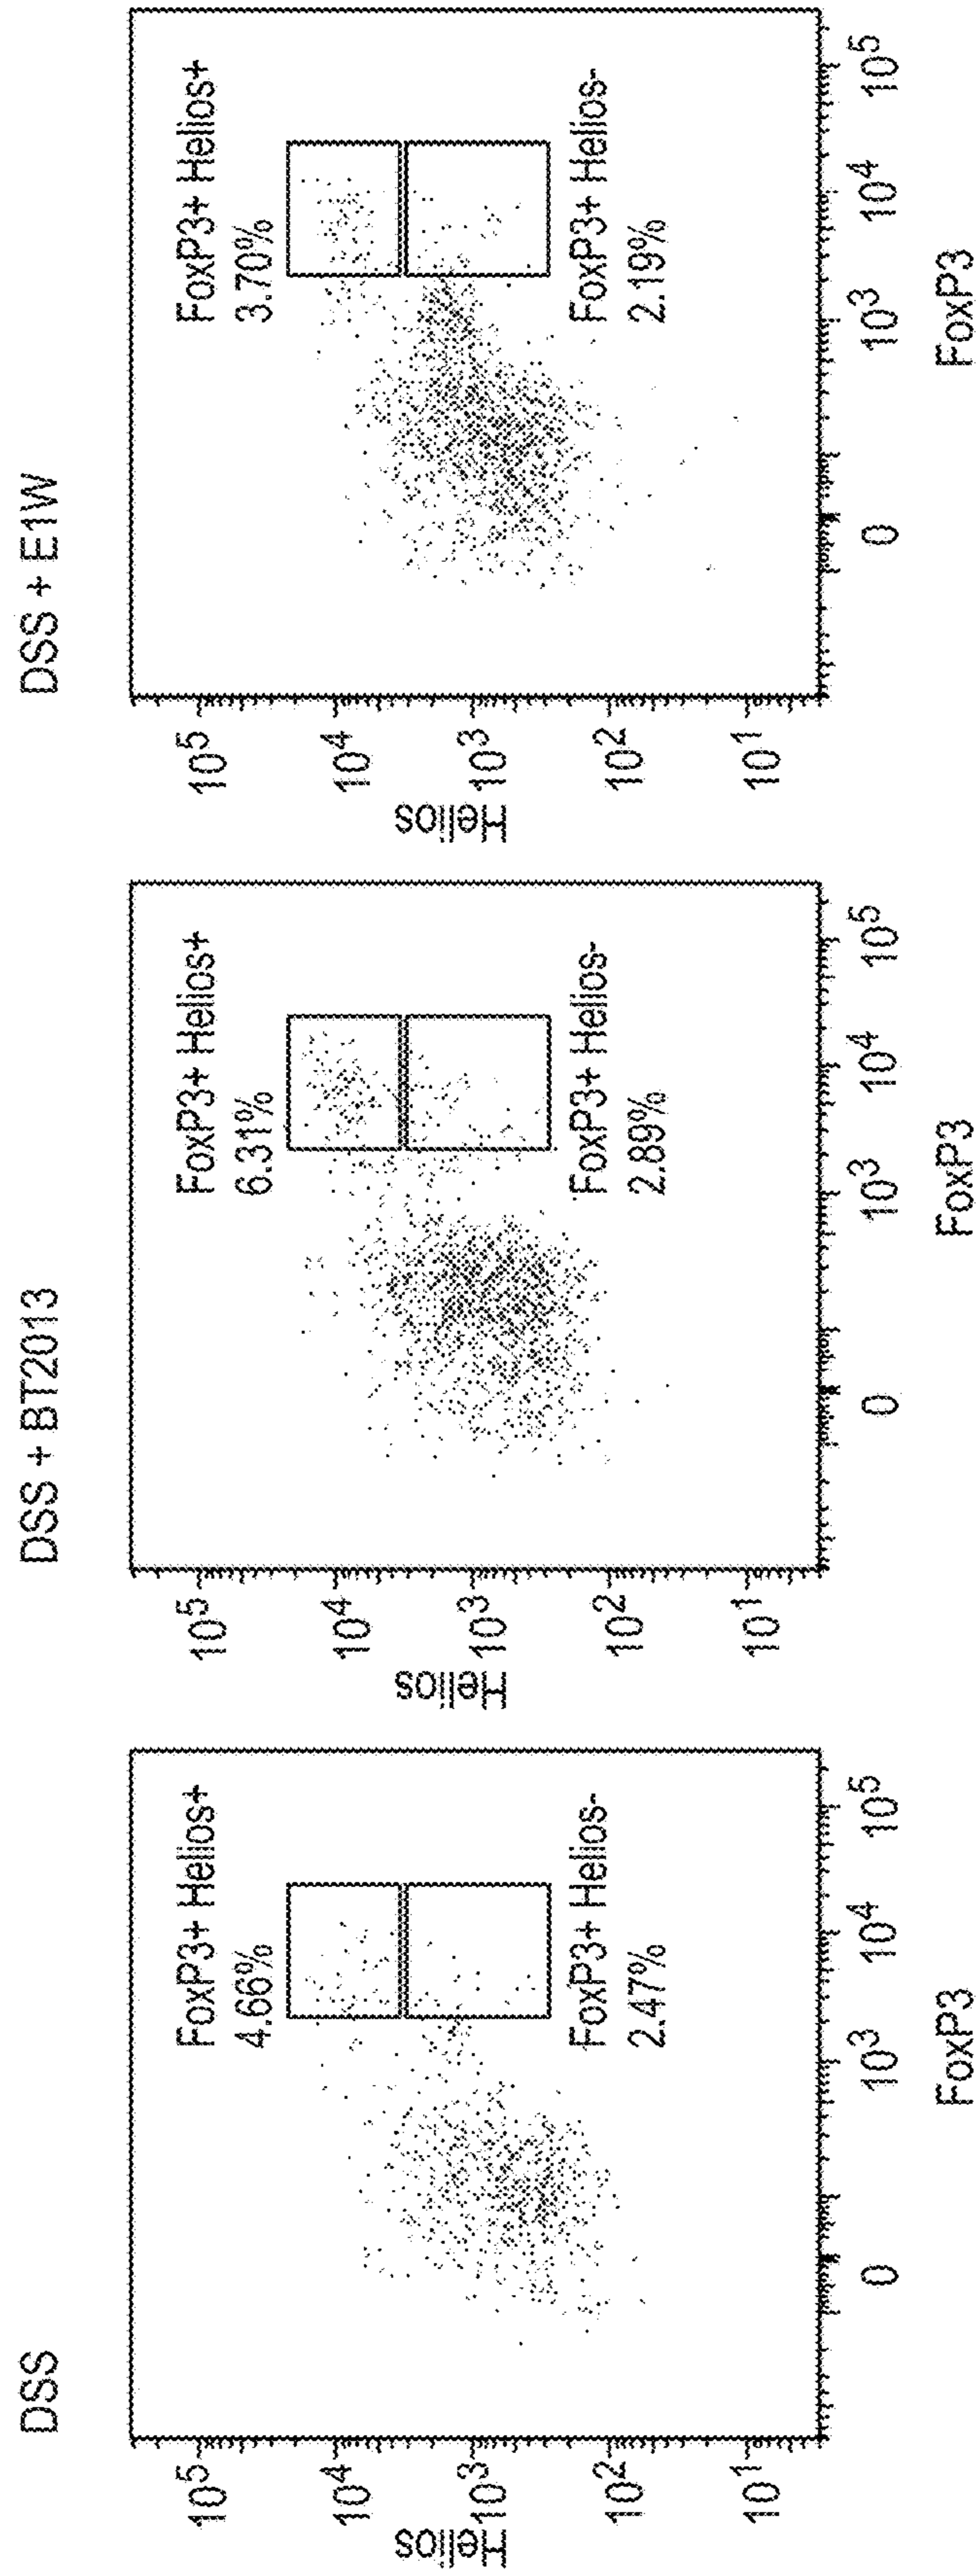 DSS
Helios
10^5
10^4
10^3
10^2
10^1
FoxP3+ Helios+
4.66%
FoxP3+ Helios-
2.47%
0
10^3
10^4
10^5
FoxP3
DSS + BT2013
Helios
10^5
10^4
10^3
10^2
10^1
FoxP3+ Helios+
6.31%
FoxP3+ Helios-
2.89%
0
10^3
10^4
10^5
FoxP3
DSS + E1W
Helios
10^5
10^4
10^3
10^2
10^1
FoxP3+ Helios+
3.70%
FoxP3+ Helios-
2.19%
0
10^3
10^4
10^5
FoxP3